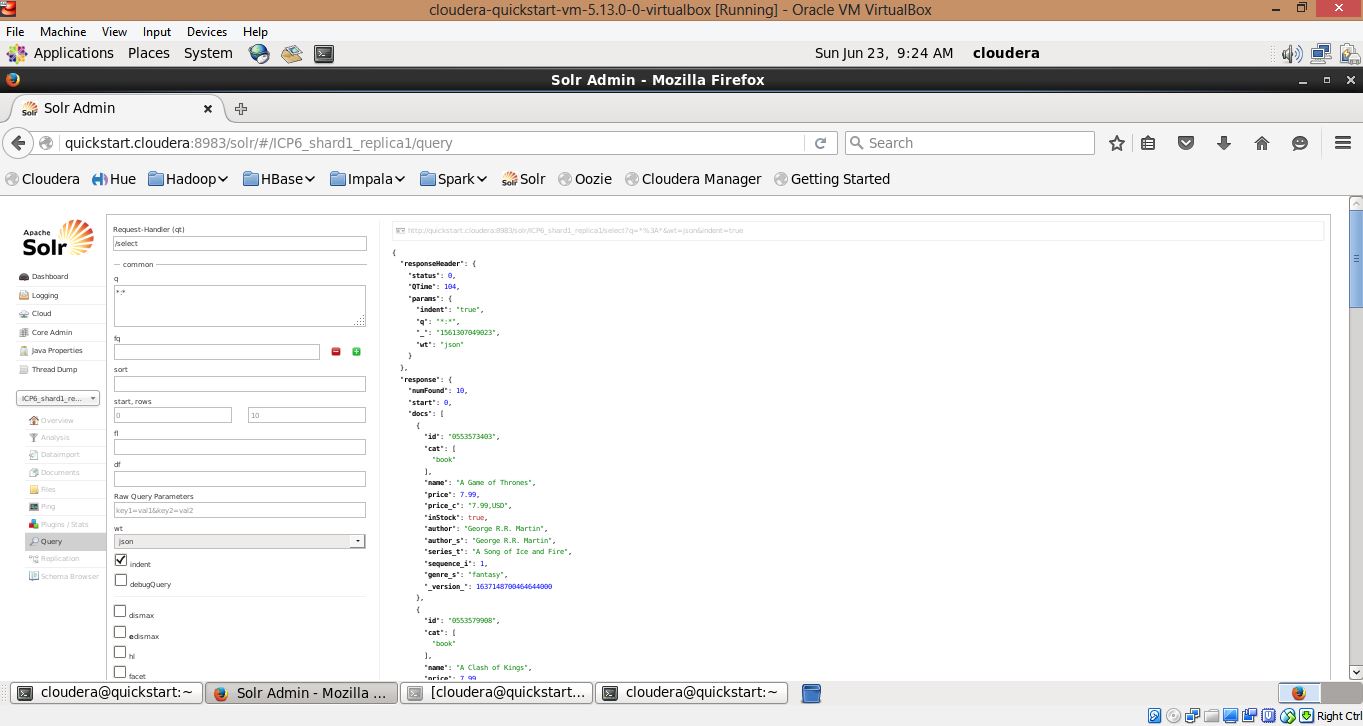 cloudera-quickstart-vm-5.13.0-0-virtualbox [Running] - Oracle VM VirtualBox
File Machine View Input Devices Help
Applications Places System Sun Jun 23, 9:24 AM cloudera
Solr Admin - Mozilla Firefox
Solr Solr Admin
quickstart.cloudera:8983/solr/#/ICP6_shard1_replica1/query Search
Cloudera Hue Hadoop HBase Impala Spark Solr Solr Oozie Cloudera Manager Getting Started
Apache
Solr
Dashboard
Logging
Cloud
Core Admin
Java Properties
Thread Dump
ICP6_shard1_re...
Overview
Analysis
Dataimport
Documents
Files
Ping
Plugins / Stats
Query
Replication
Schema Browser
Request-Handler (qt)
/select
common
q
*:*
fq
sort
start, rows
0 10
fl
df
Raw Query Parameters
key1=val1&key2=val2
wt
json
indent
debugQuery
dismax
edismax
hl
facet
http://quickstart.cloudera:8983/solr/ICP6_shard1_replica1/select?q=*%3A*&wt=json&indent=true
{
"responseHeader": {
"status": 0,
"QTime": 104,
"params": {
"indent": "true",
"q": "*:*",
"_": "1561307049023",
"wt": "json"
}
},
"response": {
"numFound": 10,
"start": 0,
"docs": [
{
"id": "0553573403",
"cat": [
"book"
],
"name": "A Game of Thrones",
"price": 7.99,
"price_c": "7.99,USD",
"inStock": true,
"author": "George R.R. Martin",
"author_s": "George R.R. Martin",
"series_t": "A Song of Ice and Fire",
"sequence_i": 1,
"genre_s": "fantasy",
"_version_": 1637148700464644000
},
{
"id": "0553579908",
"cat": [
"book"
],
"name": "A Clash of Kings",
"price": 7.99,
cloudera@quickstart:~ Solr Admin - Mozilla ... [cloudera@quickstart... cloudera@quickstart:~
Right Ctrl